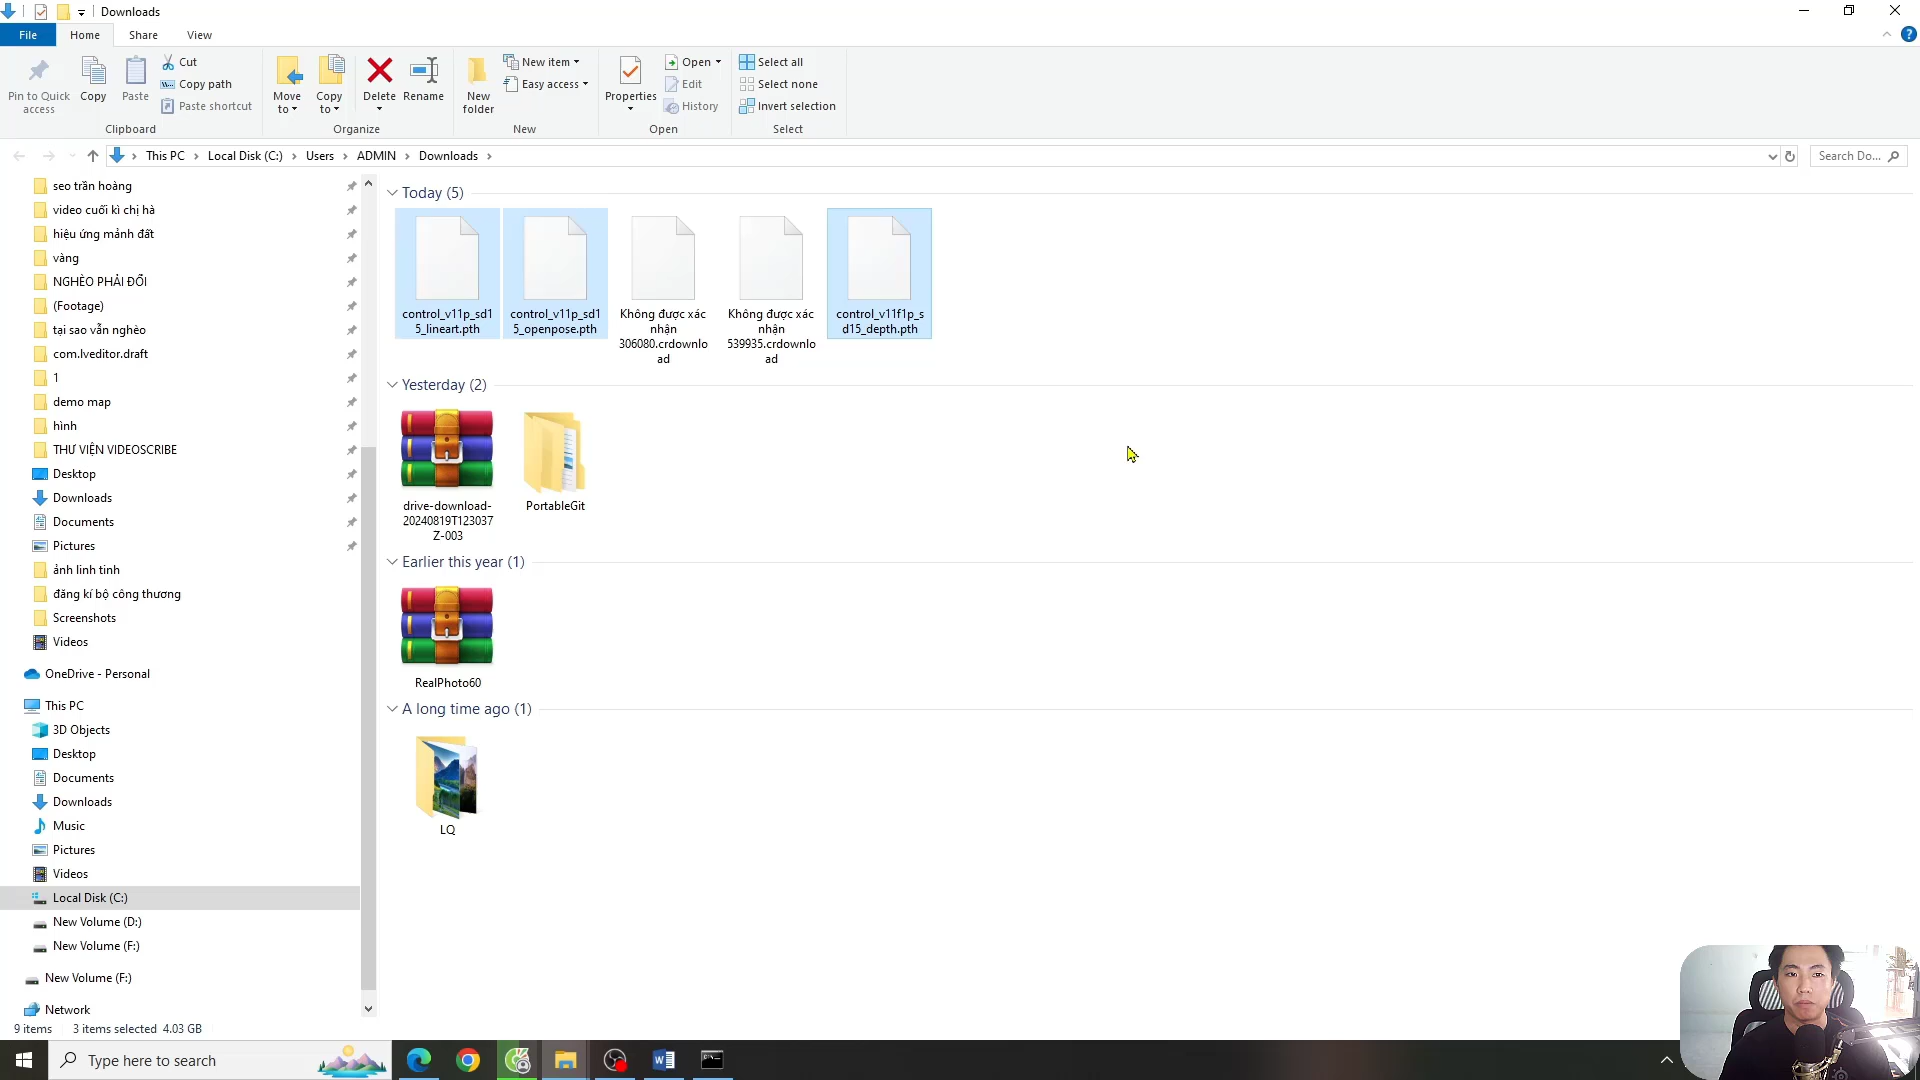 Downloads
File
Home
Share
View
Pin to Quick
access
Copy
Paste
Cut
Copy path
Paste shortcut
Clipboard
Move
to
Copy
to
Delete
Rename
Organize
New
folder
New item
Easy access
New
Properties
Open
Edit
History
Open
Select all
Select none
Invert selection
Select
This PC
Local Disk (C:)
Users
ADMIN
Downloads
Search Do...
seo trần hoàng
video cuối kì chị hà
hiệu ứng mảnh đất
vàng
NGHÈO PHẢI ĐỔI
(Footage)
tại sao vẫn nghèo
com.lveditor.draft
1
demo map
hình
THƯ VIỆN VIDEOSCRIBE
Desktop
Downloads
Documents
Pictures
ảnh linh tinh
đăng kí bộ công thương
Screenshots
Videos
OneDrive - Personal
This PC
3D Objects
Desktop
Documents
Downloads
Music
Pictures
Videos
Local Disk (C:)
New Volume (D:)
New Volume (F:)
New Volume (F:)
Network
Today (5)
control_v11p_sd1
5_lineart.pth
control_v11p_sd1
5_openpose.pth
Không được xác
nhận
306080.crdownlo
ad
Không được xác
nhận
539935.crdownlo
ad
control_v11f1p_s
d15_depth.pth
Yesterday (2)
drive-download-
20240819T123037
Z-003
PortableGit
Earlier this year (1)
RealPhoto60
A long time ago (1)
LQ
9 items
3 items selected 4.03 GB
Type here to search